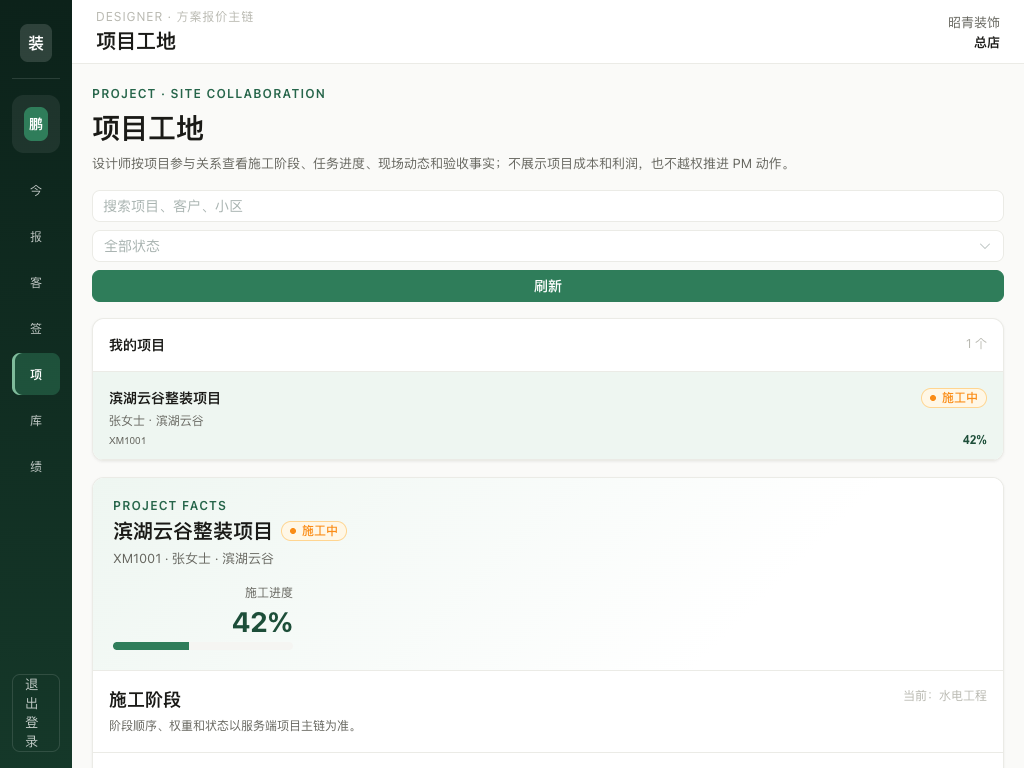 装
鹏
今
报
客
签
项
库
绩
退
出
登
录
DESIGNER · 方案报价主链
项目工地
昭青装饰
总店
PROJECT · SITE COLLABORATION
项目工地
设计师按项目参与关系查看施工阶段、任务进度、现场动态和验收事实；不展示项目成本和利润，也不越权推进 PM 动作。
搜索项目、客户、小区
全部状态
刷新
我的项目
1 个
滨湖云谷整装项目
施工中
张女士 · 滨湖云谷
XM1001
42%
PROJECT FACTS
滨湖云谷整装项目
施工中
XM1001 · 张女士 · 滨湖云谷
施工进度
42%
施工阶段
当前：水电工程
阶段顺序、权重和状态以服务端项目主链为准。